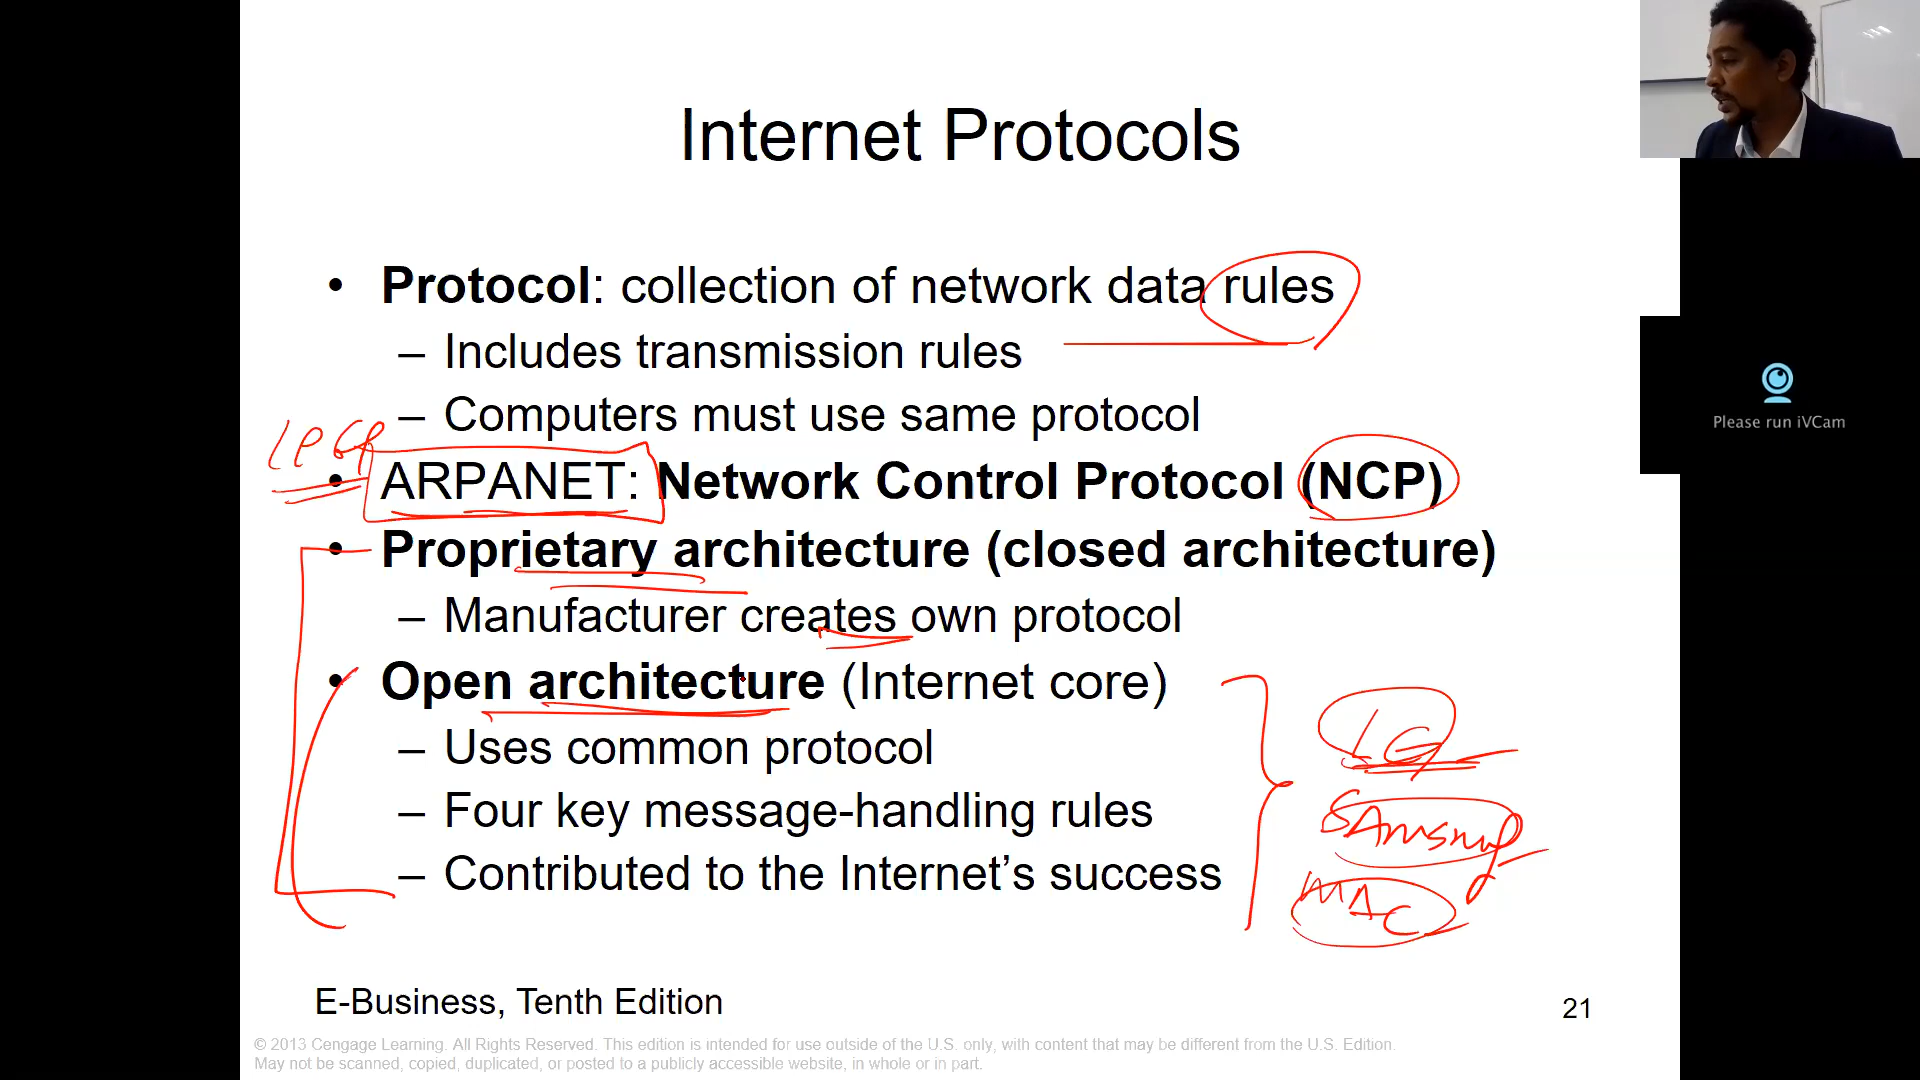 Internet Protocols
• Protocol: collection of network data rules
– Includes transmission rules
– Computers must use same protocol
• ARPANET: Network Control Protocol (NCP)
• Proprietary architecture (closed architecture)
– Manufacturer creates own protocol
• Open architecture (Internet core)
– Uses common protocol
– Four key message-handling rules
– Contributed to the Internet’s success
LG
SAmsung
MAC
E-Business, Tenth Edition
21
© 2013 Cengage Learning. All Rights Reserved. This edition is intended for use outside of the U.S. only, with content that may be different from the U.S. Edition.
May not be scanned, copied, duplicated, or posted to a publicly accessible website, in whole or in part.
Please run iVCam